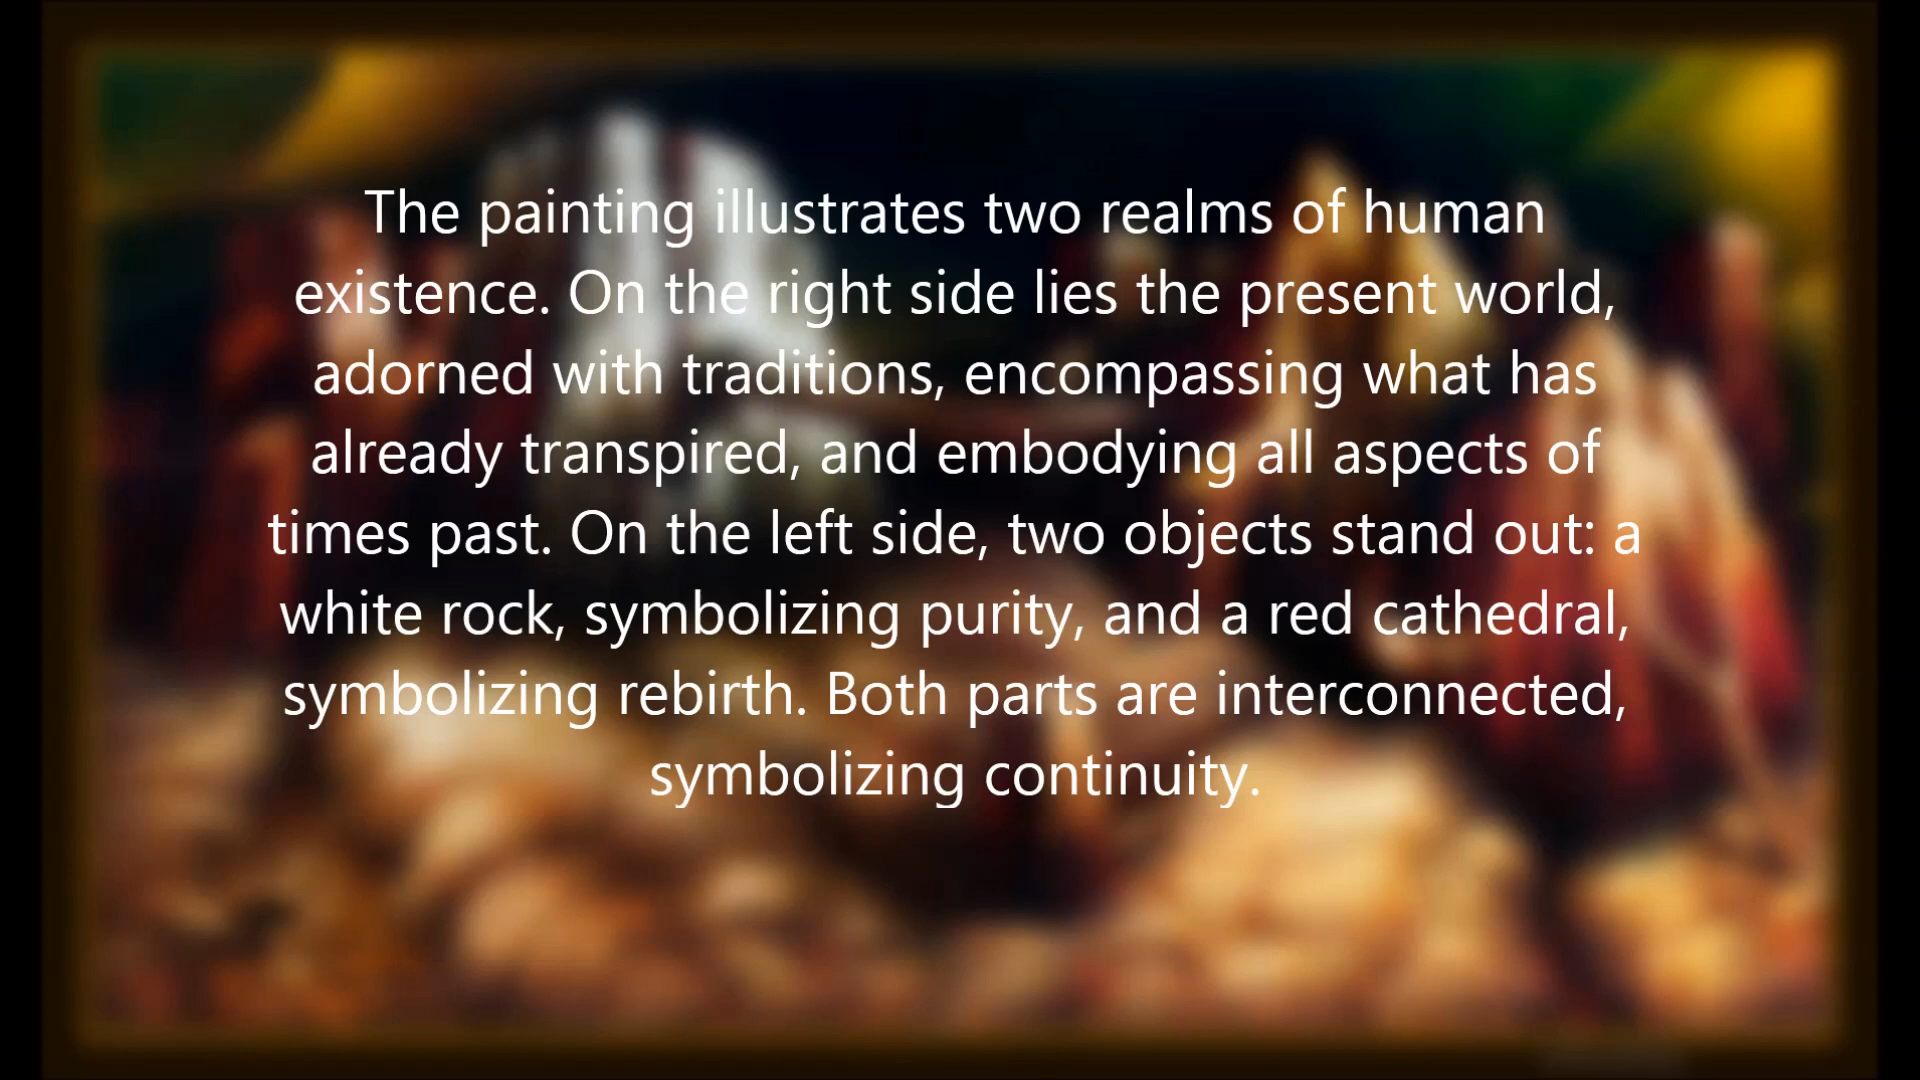 The painting illustrates two realms of human
existence. On the right side lies the present world,
adorned with traditions, encompassing what has
already transpired, and embodying all aspects of
times past. On the left side, two objects stand out: a
white rock, symbolizing purity, and a red cathedral,
symbolizing rebirth. Both parts are interconnected,
symbolizing continuity.